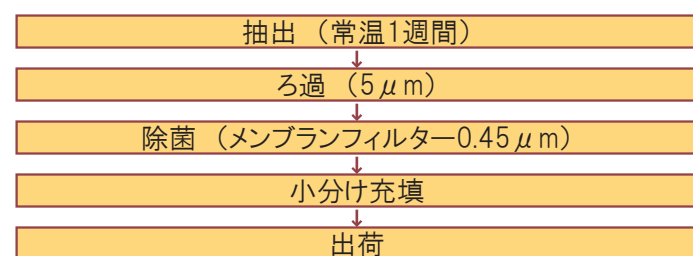 抽出 （常温1週間）
↓
ろ過 （5μm）
↓
除菌 （メンブランフィルター0.45μm）
↓
小分け充填
↓
出荷